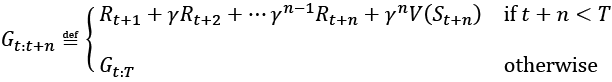 G_{t:t+n} ≝ { R_{t+1} + γR_{t+2} + ⋯ γ^{n−1}R_{t+n} + γ^n V(S_{t+n})   if t + n < T
G_{t:T}   otherwise